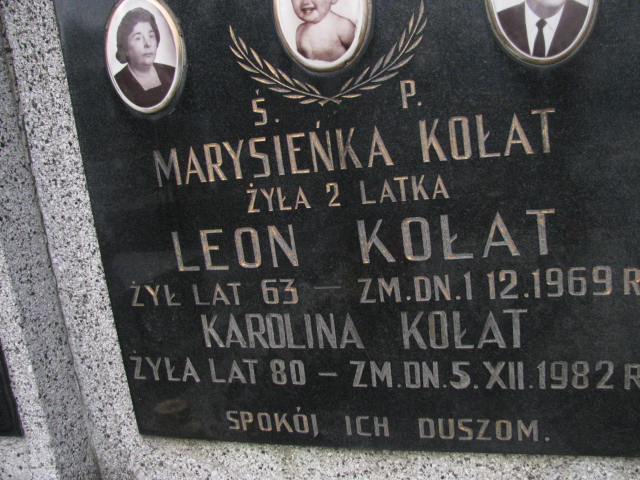 Ś. P.
MARYSIEŃKA KOŁAT
ŻYŁA 2 LATKA
LEON KOŁAT
ŻYŁ LAT 63 – ZM.DN.1 12.1969 R
KAROLINA KOŁAT
ŻYŁA LAT 80 – ZM.DN.5.XII.1982 R
SPOKÓJ ICH DUSZOM.